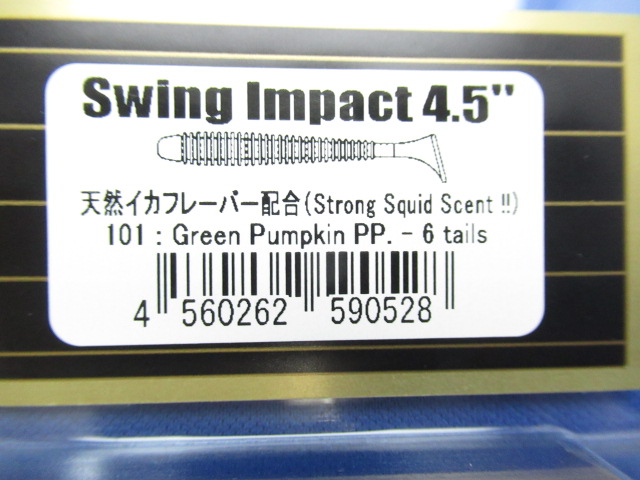 Swing Impact 4.5"
天然イカフレーバー配合(Strong Squid Scent !!)
101 : Green Pumpkin PP. - 6 tails
4 560262 590528